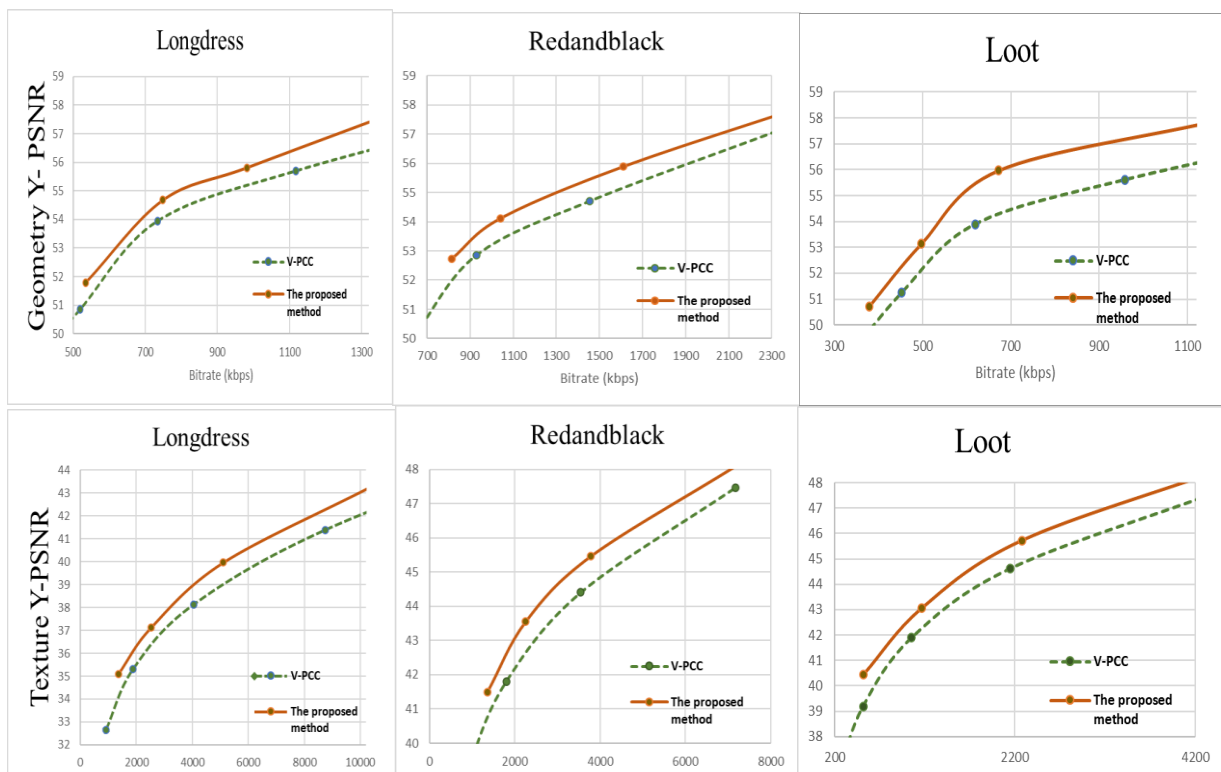 Longdress
Geometry Y- PSNR
59
58
57
56
55
54
53
52
51
50
V-PCC
The proposed
method
500 700 900 1100 1300
Bitrate (kbps)
Redandblack
59
58
57
56
55
54
53
52
51
50
V-PCC
The proposed
method
700 900 1100 1300 1500 1700 1900 2100 2300
Bitrate (kbps)
Loot
59
58
57
56
55
54
53
52
51
50
V-PCC
The proposed
method
300 500 700 900 1100
Bitrate (kbps)
Longdress
Texture Y-PSNR
44
43
42
41
40
39
38
37
36
35
34
33
32
V-PCC
The proposed
method
0 2000 4000 6000 8000 10000
Redandblack
48
47
46
45
44
43
42
41
40
V-PCC
The proposed
method
0 2000 4000 6000 8000
Loot
48
47
46
45
44
43
42
41
40
39
38
V-PCC
The proposed
method
200 2200 4200